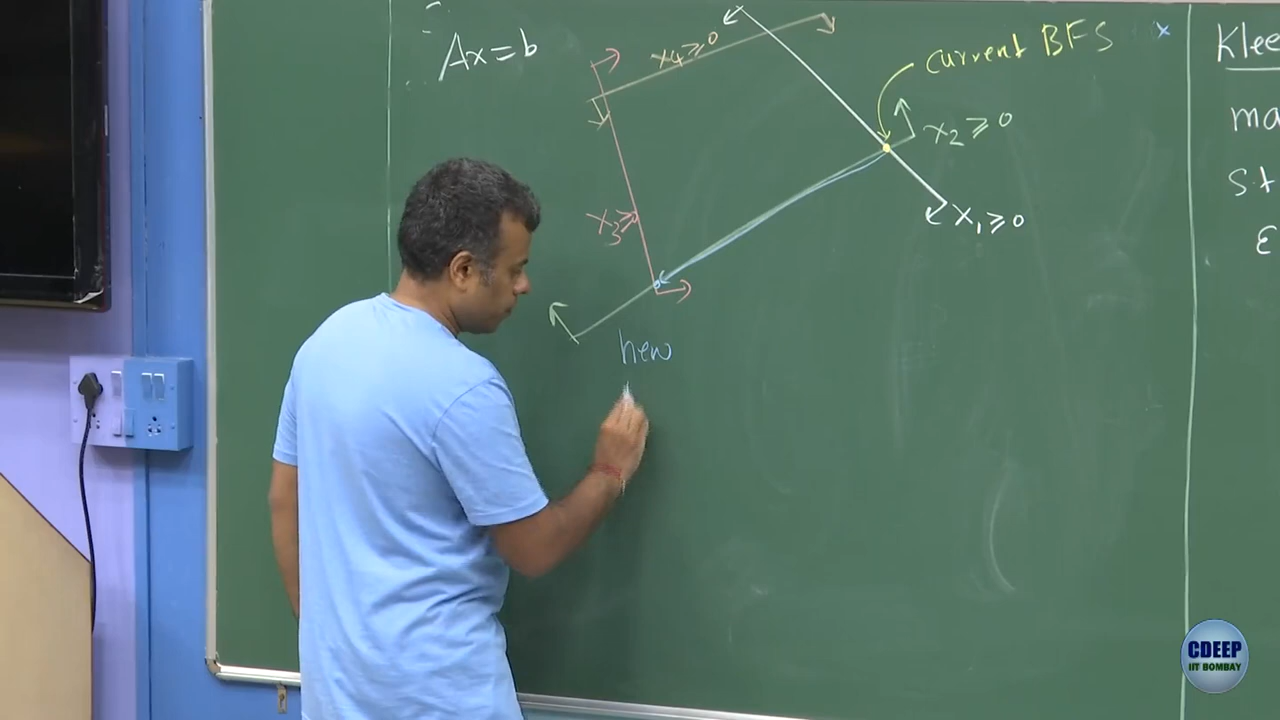 Ax=b
x4≥0
current BFS
x2 ≥ 0
x1 ≥ 0
x3≥
new
Klee
ma
st
E
CDEEP
IIT BOMBAY